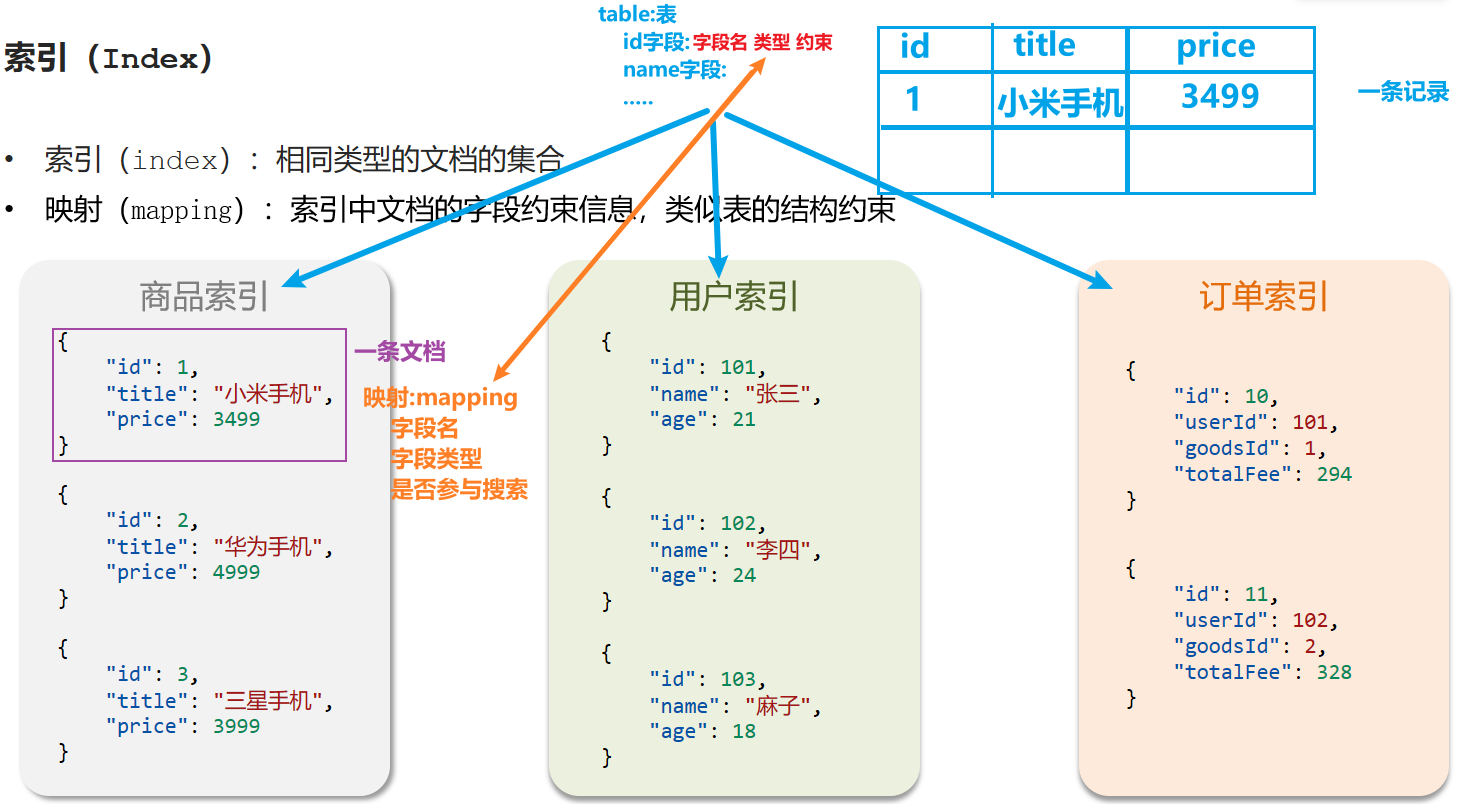 索引（Index）
table:表
id字段:字段名 类型 约束
name字段:
.....
id title price
1 小米手机 3499
一条记录
• 索引（index）：相同类型的文档的集合
• 映射（mapping）：索引中文档的字段约束信息，类似表的结构约束
商品索引
{
"id": 1,
"title": "小米手机",
"price": 3499
}
一条文档
映射:mapping
字段名
字段类型
是否参与搜索
{
"id": 2,
"title": "华为手机",
"price": 4999
}
{
"id": 3,
"title": "三星手机",
"price": 3999
}
用户索引
{
"id": 101,
"name": "张三",
"age": 21
}
{
"id": 102,
"name": "李四",
"age": 24
}
{
"id": 103,
"name": "麻子",
"age": 18
}
订单索引
{
"id": 10,
"userId": 101,
"goodsId": 1,
"totalFee": 294
}
{
"id": 11,
"userId": 102,
"goodsId": 2,
"totalFee": 328
}